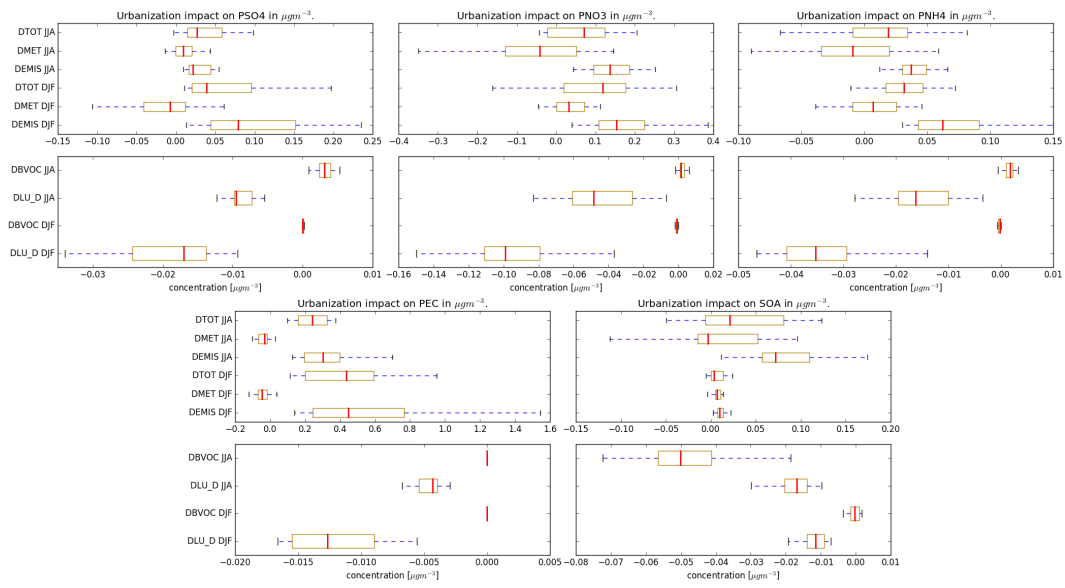 Urbanization impact on PSO4 in µgm⁻³.
Urbanization impact on PNO3 in µgm⁻³.
Urbanization impact on PNH4 in µgm⁻³.
DTOT JJA
DMET JJA
DEMIS JJA
DTOT DJF
DMET DJF
DEMIS DJF
−0.15 −0.10 −0.05 0.00 0.05 0.10 0.15 0.20 0.25
−0.4 −0.3 −0.2 −0.1 0.0 0.1 0.2 0.3 0.4
−0.10 −0.05 0.00 0.05 0.10 0.15
DBVOC JJA
DLU_D JJA
DBVOC DJF
DLU_D DJF
−0.03 −0.02 −0.01 0.00 0.01
−0.16 −0.14 −0.12 −0.10 −0.08 −0.06 −0.04 −0.02 0.00 0.02
−0.05 −0.04 −0.03 −0.02 −0.01 0.00 0.01
concentration [µgm⁻³]
concentration [µgm⁻³]
concentration [µgm⁻³]
Urbanization impact on PEC in µgm⁻³.
Urbanization impact on SOA in µgm⁻³.
DTOT JJA
DMET JJA
DEMIS JJA
DTOT DJF
DMET DJF
DEMIS DJF
−0.2 0.0 0.2 0.4 0.6 0.8 1.0 1.2 1.4 1.6
−0.15 −0.10 −0.05 0.00 0.05 0.10 0.15 0.20
DBVOC JJA
DLU_D JJA
DBVOC DJF
DLU_D DJF
−0.020 −0.015 −0.010 −0.005 0.000 0.005
−0.08 −0.07 −0.06 −0.05 −0.04 −0.03 −0.02 −0.01 0.00 0.01
concentration [µgm⁻³]
concentration [µgm⁻³]